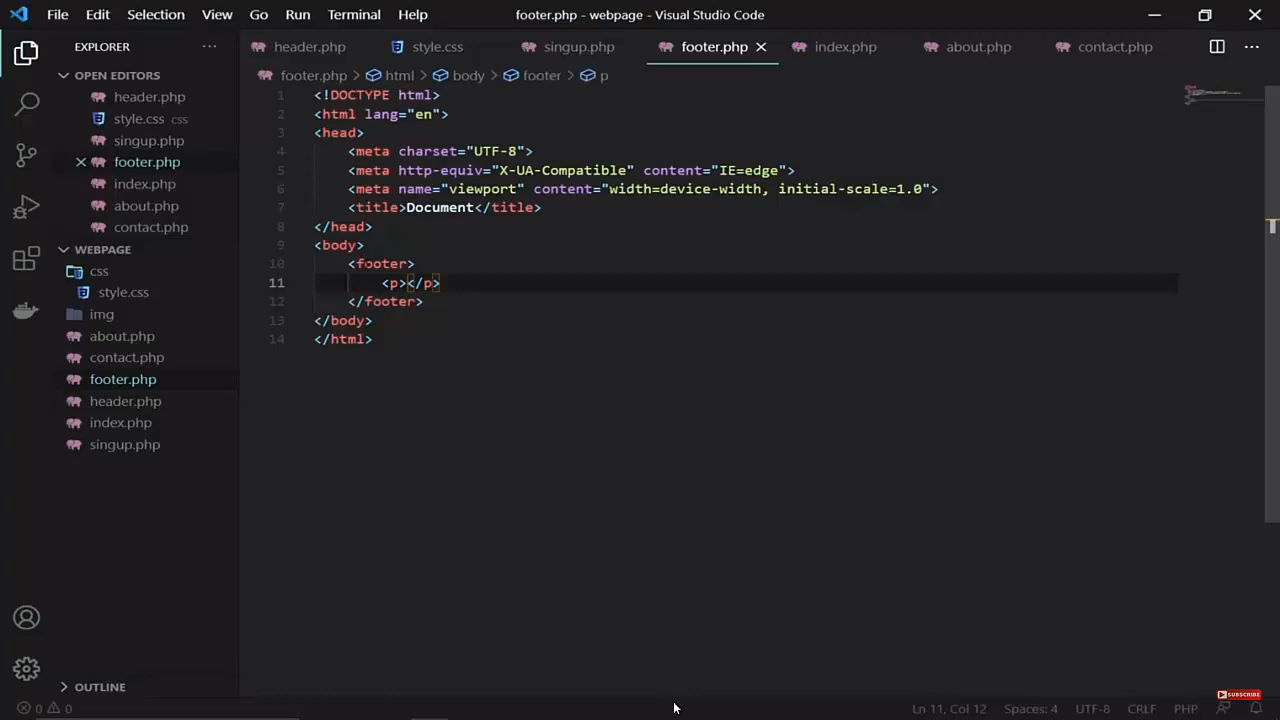 File Edit Selection View Go Run Terminal Help footer.php - webpage - Visual Studio Code
EXPLORER
header.php style.css singup.php footer.php index.php about.php contact.php
OPEN EDITORS
header.php
style.css css
singup.php
footer.php
index.php
about.php
contact.php
WEBPAGE
css
style.css
img
about.php
contact.php
footer.php
header.php
index.php
singup.php
OUTLINE
footer.php > html > body > footer > p
1 <!DOCTYPE html>
2 <html lang="en">
3 <head>
4 <meta charset="UTF-8">
5 <meta http-equiv="X-UA-Compatible" content="IE=edge">
6 <meta name="viewport" content="width=device-width, initial-scale=1.0">
7 <title>Document</title>
8 </head>
9 <body>
10 <footer>
11 <p></p>
12 </footer>
13 </body>
14 </html>
SUBSCRIBE
0 0 Ln 11, Col 12 Spaces: 4 UTF-8 CRLF PHP